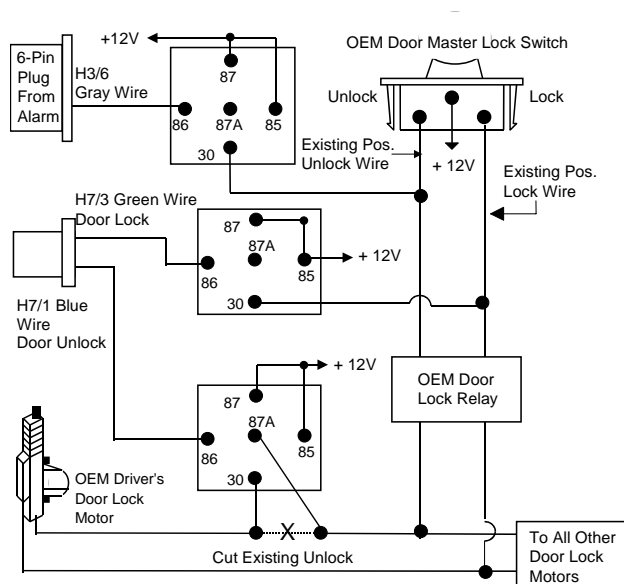 +12V
OEM Door Master Lock Switch
6-Pin
Plug
From
Alarm
H3/6
Gray Wire
87
86
87A
85
30
Unlock
Lock
Existing Pos.
Unlock Wire
+ 12V
Existing Pos.
Lock Wire
H7/3 Green Wire
Door Lock
87
87A
86
85
30
+ 12V
H7/1 Blue
Wire
Door Unlock
+ 12V
87
87A
86
85
30
OEM Door
Lock Relay
OEM Driver's
Door Lock
Motor
X
Cut Existing Unlock
To All Other
Door Lock
Motors